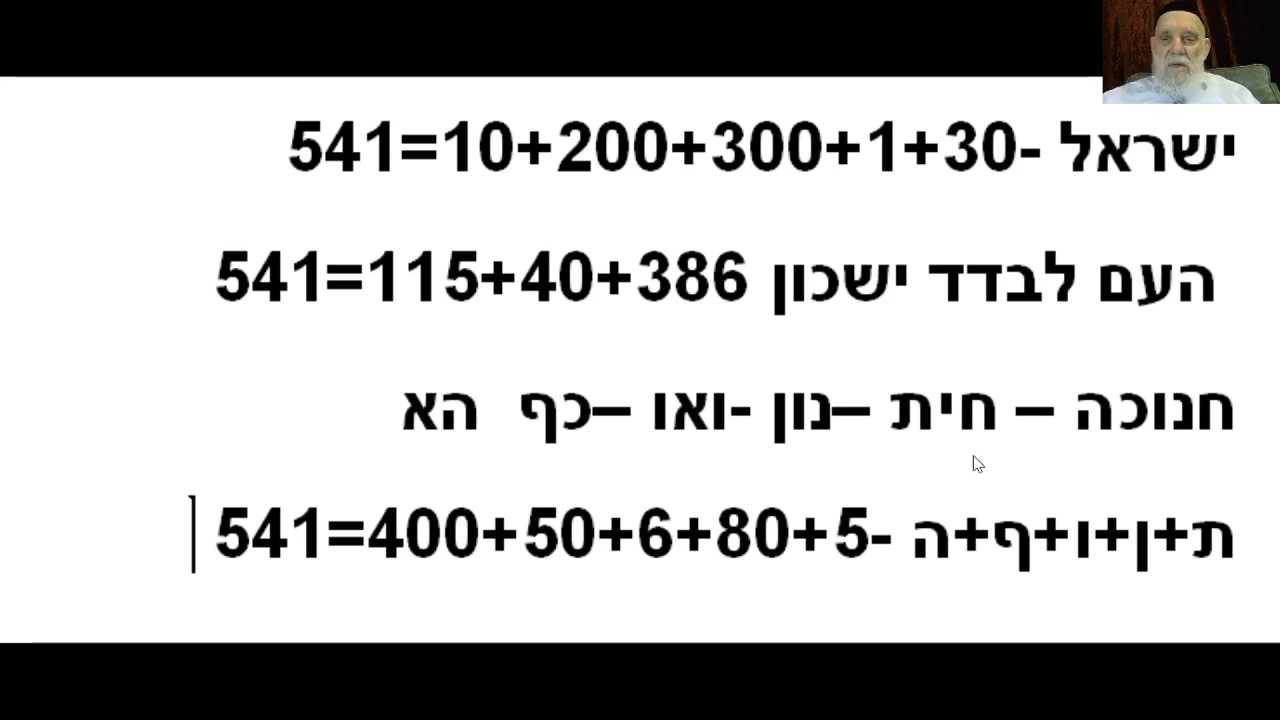 ישראל -30+1+300+200+10=541
העם לבדד ישכון 386+40+115=541
חנוכה – חית –נון -ואו –כף הא
ת+ן+ו+ף+ה -5+80+6+50+400=541